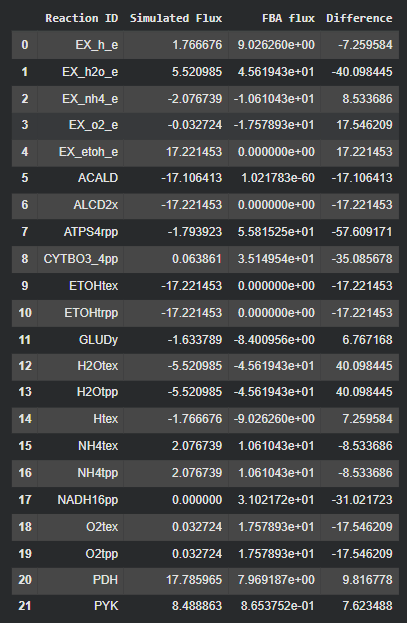 Reaction ID Simulated Flux FBA flux Difference
0 EX_h_e 1.766676 9.026260e+00 -7.259584
1 EX_h2o_e 5.520985 4.561943e+01 -40.098445
2 EX_nh4_e -2.076739 -1.061043e+01 8.533686
3 EX_o2_e -0.032724 -1.757893e+01 17.546209
4 EX_etoh_e 17.221453 0.000000e+00 17.221453
5 ACALD -17.106413 1.021783e-60 -17.106413
6 ALCD2x -17.221453 0.000000e+00 -17.221453
7 ATPS4rpp -1.793923 5.581525e+01 -57.609171
8 CYTBO3_4pp 0.063861 3.514954e+01 -35.085678
9 ETOHtex -17.221453 0.000000e+00 -17.221453
10 ETOHtrpp -17.221453 0.000000e+00 -17.221453
11 GLUDy -1.633789 -8.400956e+00 6.767168
12 H2Otex -5.520985 -4.561943e+01 40.098445
13 H2Otpp -5.520985 -4.561943e+01 40.098445
14 Htex -1.766676 -9.026260e+00 7.259584
15 NH4tex 2.076739 1.061043e+01 -8.533686
16 NH4tpp 2.076739 1.061043e+01 -8.533686
17 NADH16pp 0.000000 3.102172e+01 -31.021723
18 O2tex 0.032724 1.757893e+01 -17.546209
19 O2tpp 0.032724 1.757893e+01 -17.546209
20 PDH 17.785965 7.969187e+00 9.816778
21 PYK 8.488863 8.653752e-01 7.623488